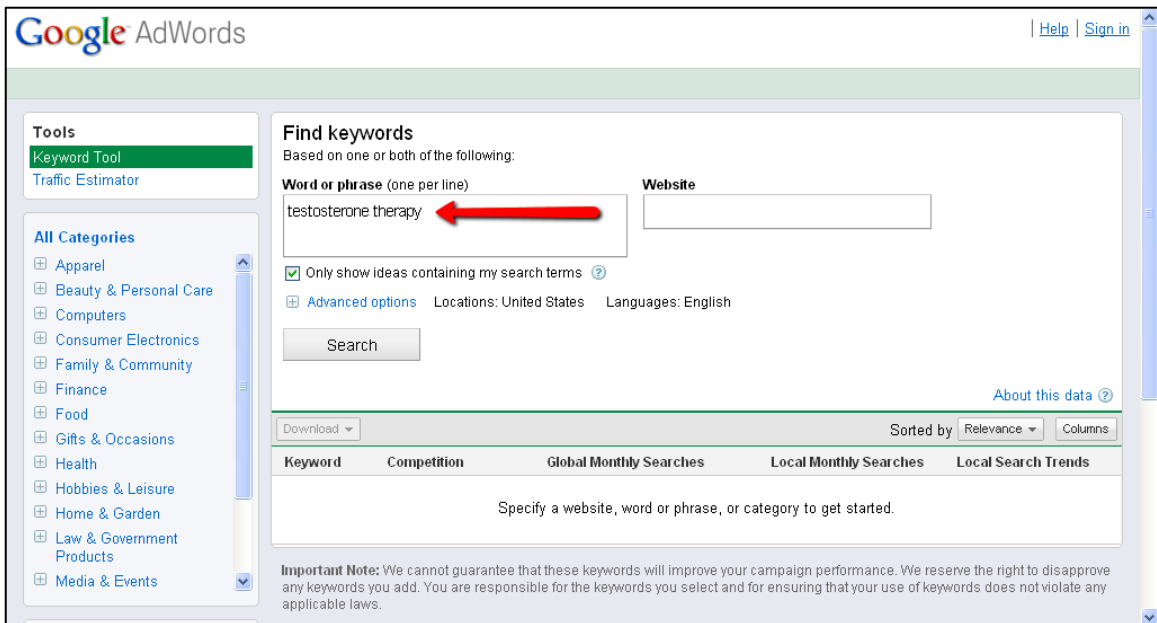 Google AdWords
Help | Sign in
Tools
Keyword Tool
Traffic Estimator
All Categories
Apparel
Beauty & Personal Care
Computers
Consumer Electronics
Family & Community
Finance
Food
Gifts & Occasions
Health
Hobbies & Leisure
Home & Garden
Law & Government
Products
Media & Events
Find keywords
Based on one or both of the following:
Word or phrase (one per line) Website
testosterone therapy
Only show ideas containing my search terms ?
Advanced options Locations: United States Languages: English
Search
About this data ?
Download Sorted by Relevance Columns
Keyword Competition Global Monthly Searches Local Monthly Searches Local Search Trends
Specify a website, word or phrase, or category to get started.
Important Note: We cannot guarantee that these keywords will improve your campaign performance. We reserve the right to disapprove
any keywords you add. You are responsible for the keywords you select and for ensuring that your use of keywords does not violate any
applicable laws.